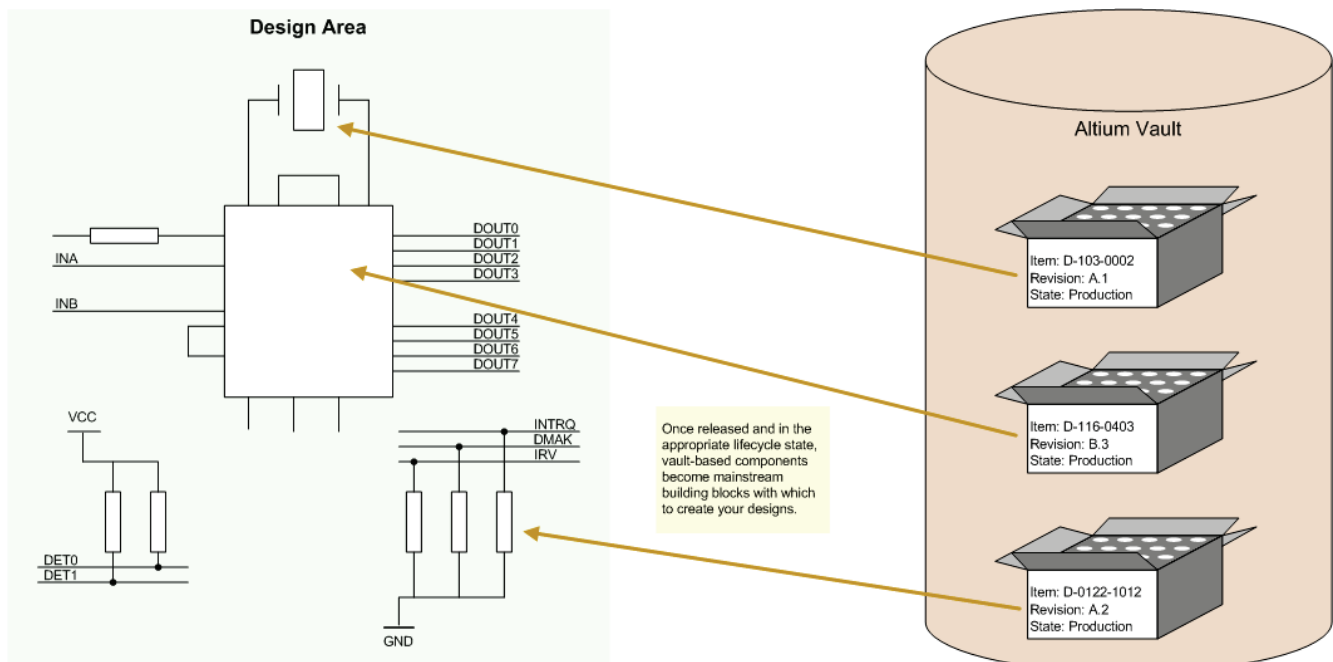 Design Area
Altium Vault
INA
INB
DOUT0
DOUT1
DOUT2
DOUT3
DOUT4
DOUT5
DOUT6
DOUT7
Item: D-103-0002
Revision: A.1
State: Production
VCC
DET0
DET1
INTRQ
DMAK
IRV
GND
Once released and in the
appropriate lifecycle state,
vault-based components
become mainstream
building blocks with which
to create your designs.
Item: D-116-0403
Revision: B.3
State: Production
Item: D-0122-1012
Revision: A.2
State: Production